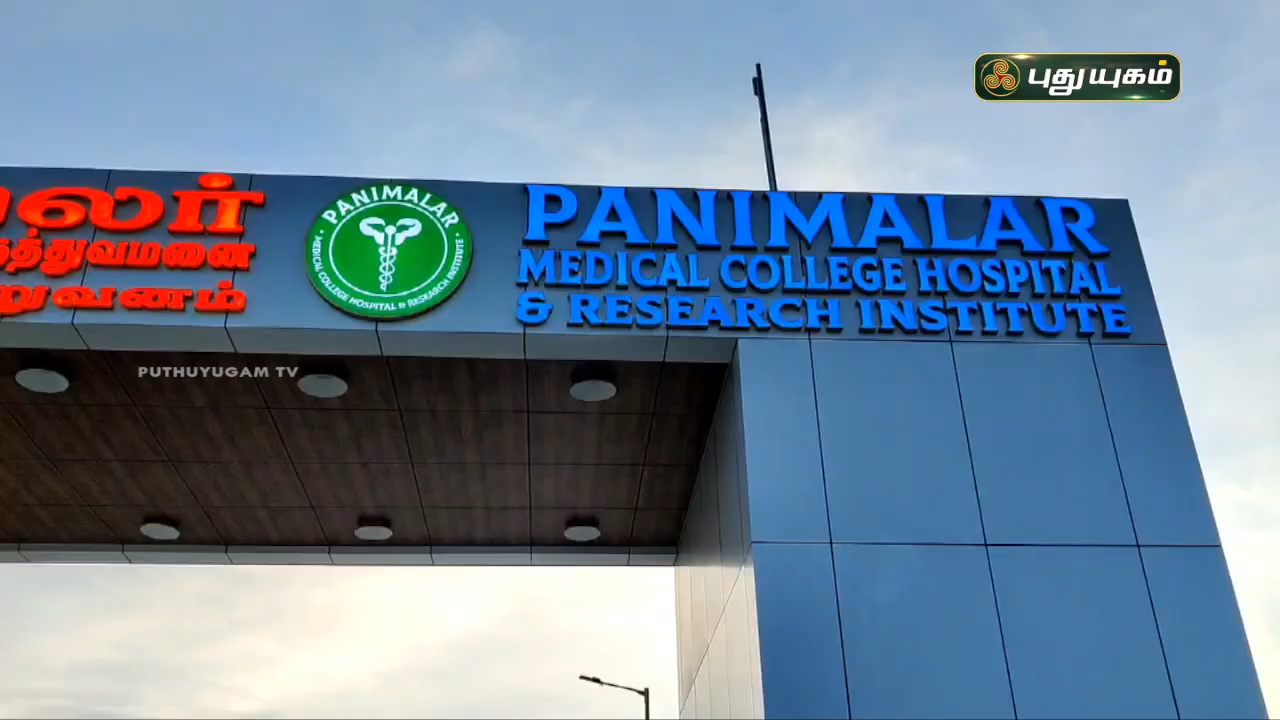 புதுயுகம்
PANIMALAR
MEDICAL COLLEGE HOSPITAL
& RESEARCH INSTITUTE
PANIMALAR
MEDICAL COLLEGE HOSPITAL & RESEARCH INSTITUTE
PUTHUYUGAM TV